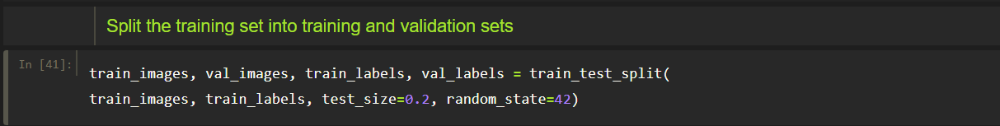 Split the training set into training and validation sets
In [41]:
train_images, val_images, train_labels, val_labels = train_test_split(
train_images, train_labels, test_size=0.2, random_state=42)